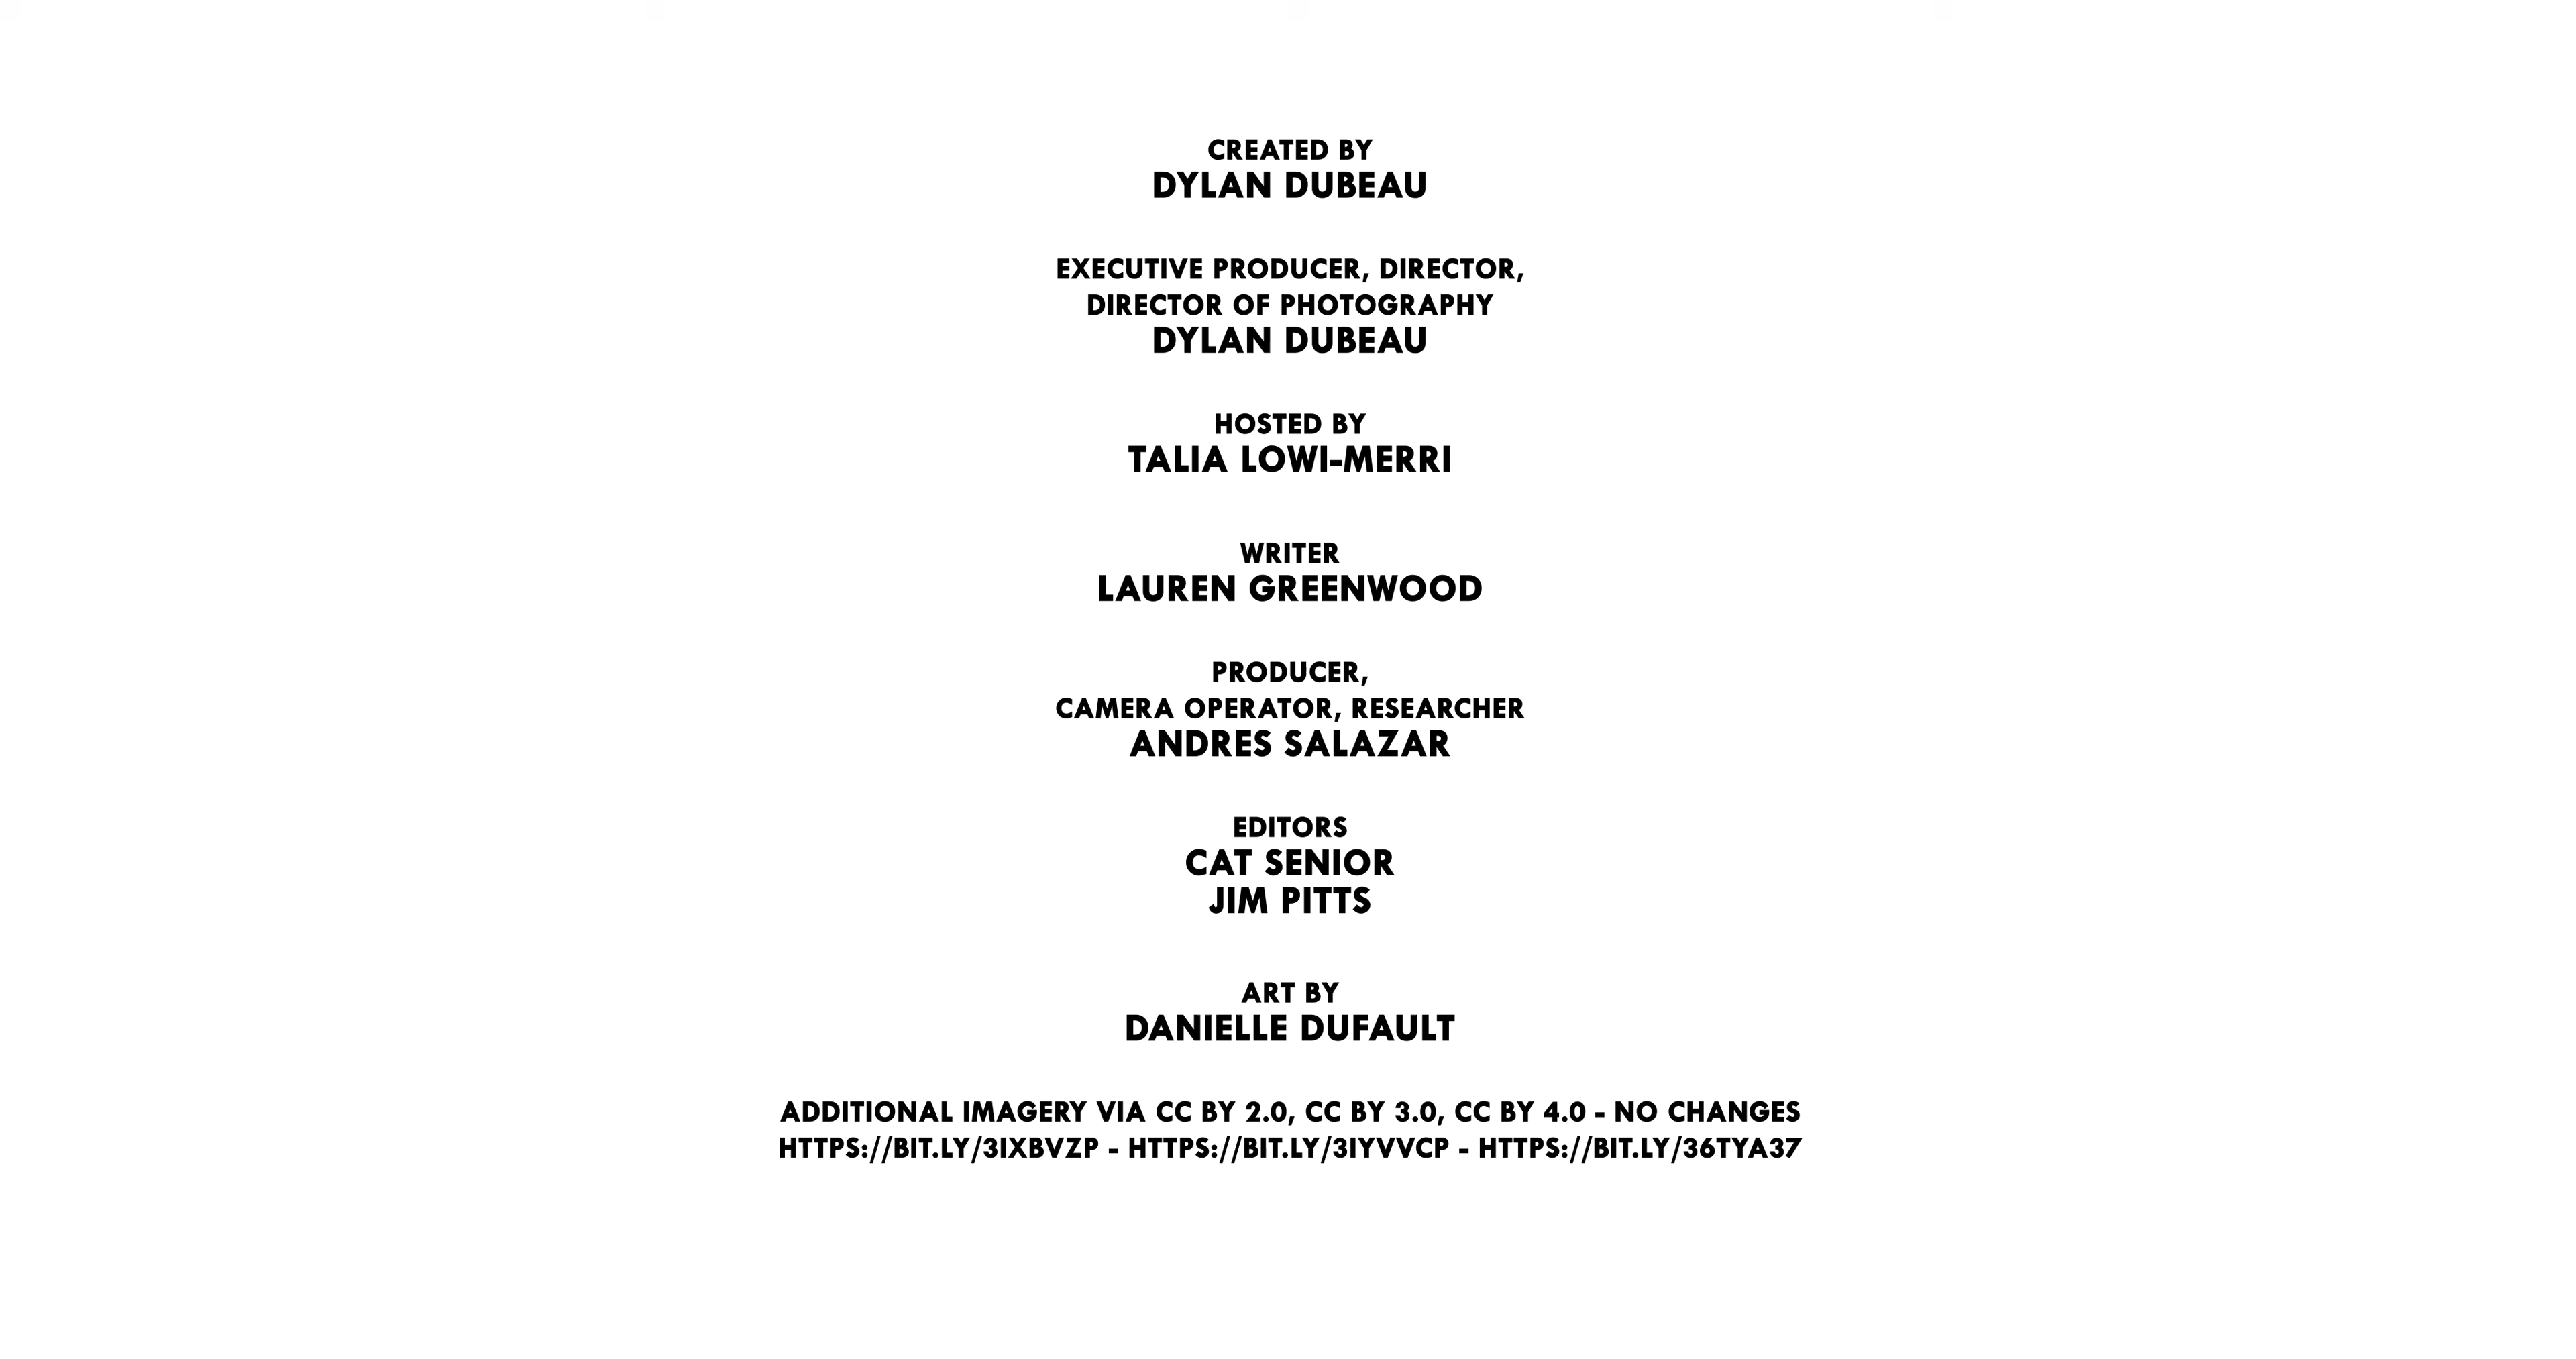 CREATED BY
DYLAN DUBEAU
EXECUTIVE PRODUCER, DIRECTOR,
DIRECTOR OF PHOTOGRAPHY
DYLAN DUBEAU
HOSTED BY
TALIA LOWI-MERRI
WRITER
LAUREN GREENWOOD
PRODUCER,
CAMERA OPERATOR, RESEARCHER
ANDRES SALAZAR
EDITORS
CAT SENIOR
JIM PITTS
ART BY
DANIELLE DUFAULT
ADDITIONAL IMAGERY VIA CC BY 2.0, CC BY 3.0, CC BY 4.0 - NO CHANGES
HTTPS://BIT.LY/3IXBVZP - HTTPS://BIT.LY/3IYVVCP - HTTPS://BIT.LY/36TYA37